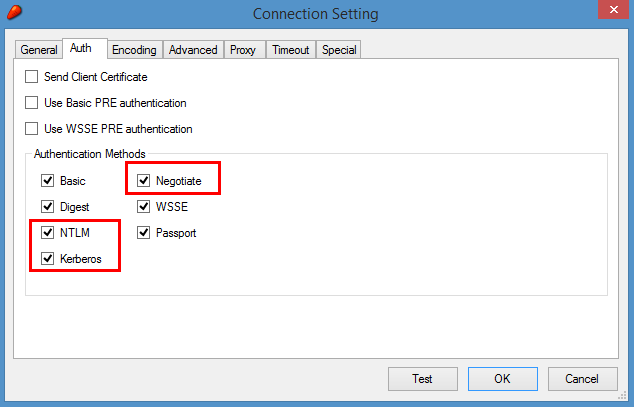 Connection Setting
General Auth Encoding Advanced Proxy Timeout Special
Send Client Certificate
Use Basic PRE authentication
Use WSSE PRE authentication
Authentication Methods
Basic Negotiate
Digest WSSE
NTLM Passport
Kerberos
Test OK Cancel